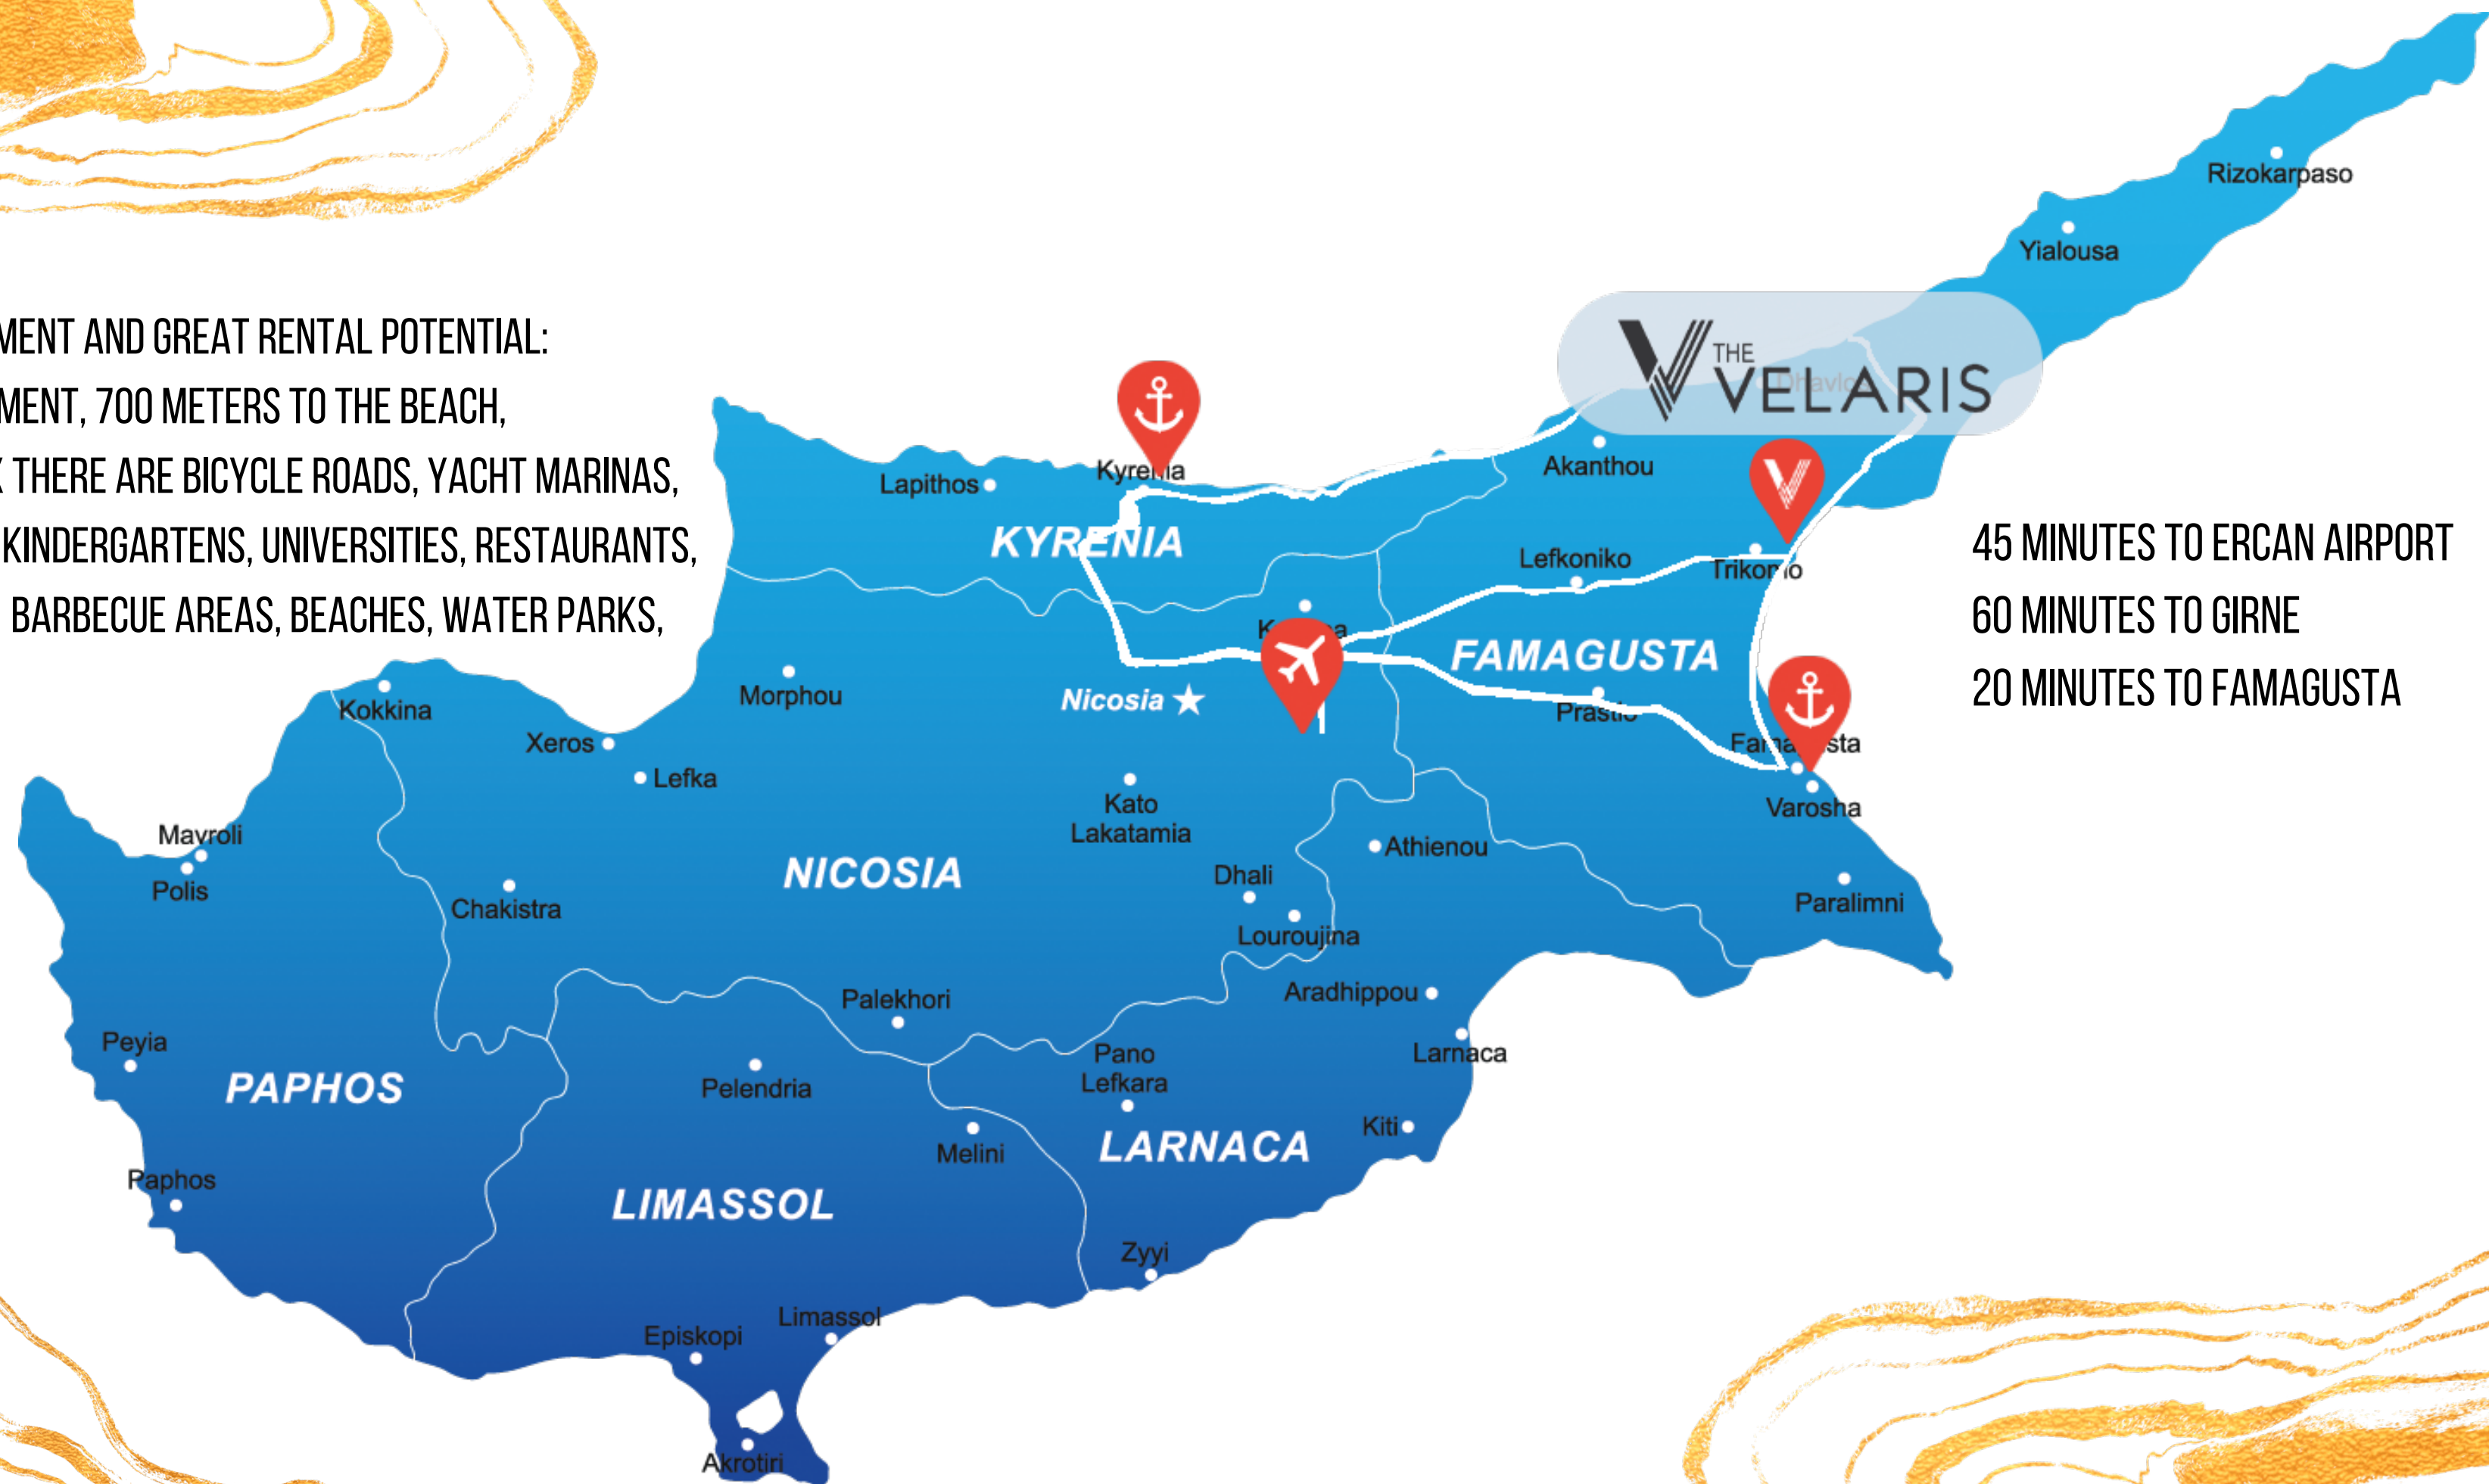 MENT AND GREAT RENTAL POTENTIAL:
MENT, 700 METERS TO THE BEACH,
THERE ARE BICYCLE ROADS, YACHT MARINAS,
KINDERGARTENS, UNIVERSITIES, RESTAURANTS,
BARBECUE AREAS, BEACHES, WATER PARKS,
Rizokarpaso
Yialousa
THE
VELARIS
Akanthou
Kyrenia
Lapithos
KYRENIA
Lefkoniko
Trikomo
45 MINUTES TO ERCAN AIRPORT
60 MINUTES TO GIRNE
20 MINUTES TO FAMAGUSTA
FAMAGUSTA
Morphou
Nicosia
Prastio
Kokkina
Xeros
Lefka
Famagusta
Varosha
Kato
Lakatamia
Mavroli
Polis
Athienou
NICOSIA
Dhali
Chakistra
Paralimni
Louroujina
Palekhori
Aradhippou
Peyia
Larnaca
Pano
Lefkara
PAPHOS
Pelendria
Kiti
Melini
LARNACA
Paphos
LIMASSOL
Zyyi
Limassol
Episkopi
Akrotiri